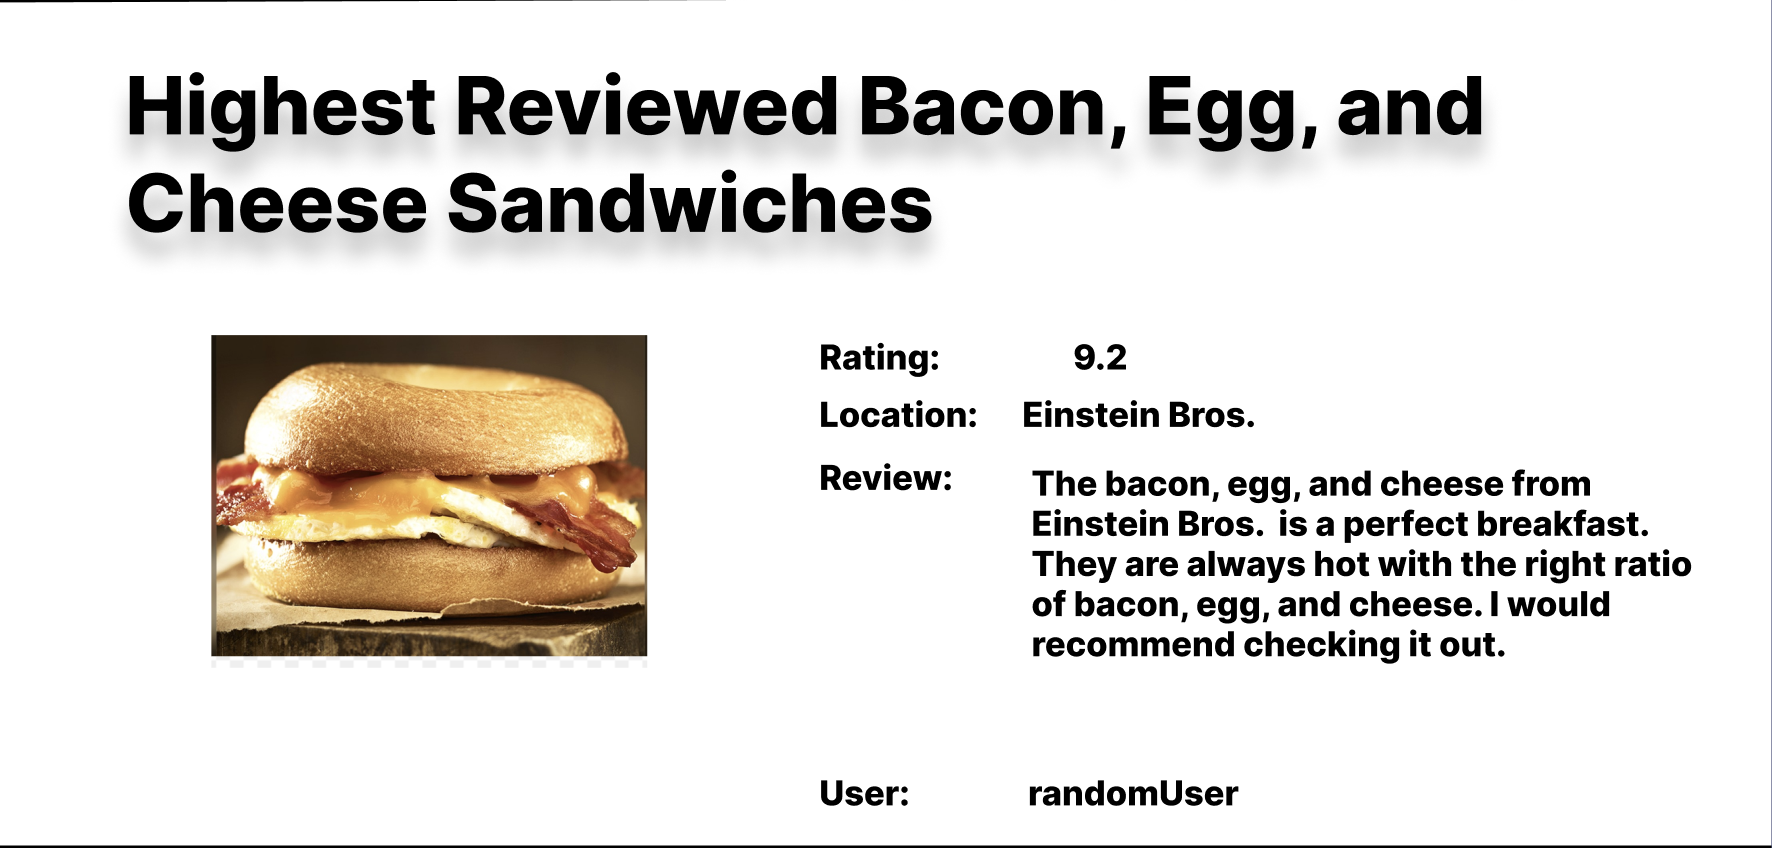 Highest Reviewed Bacon, Egg, and
Cheese Sandwiches
Rating: 9.2
Location: Einstein Bros.
Review: The bacon, egg, and cheese from
Einstein Bros.  is a perfect breakfast.
They are always hot with the right ratio
of bacon, egg, and cheese. I would
recommend checking it out.
User: randomUser